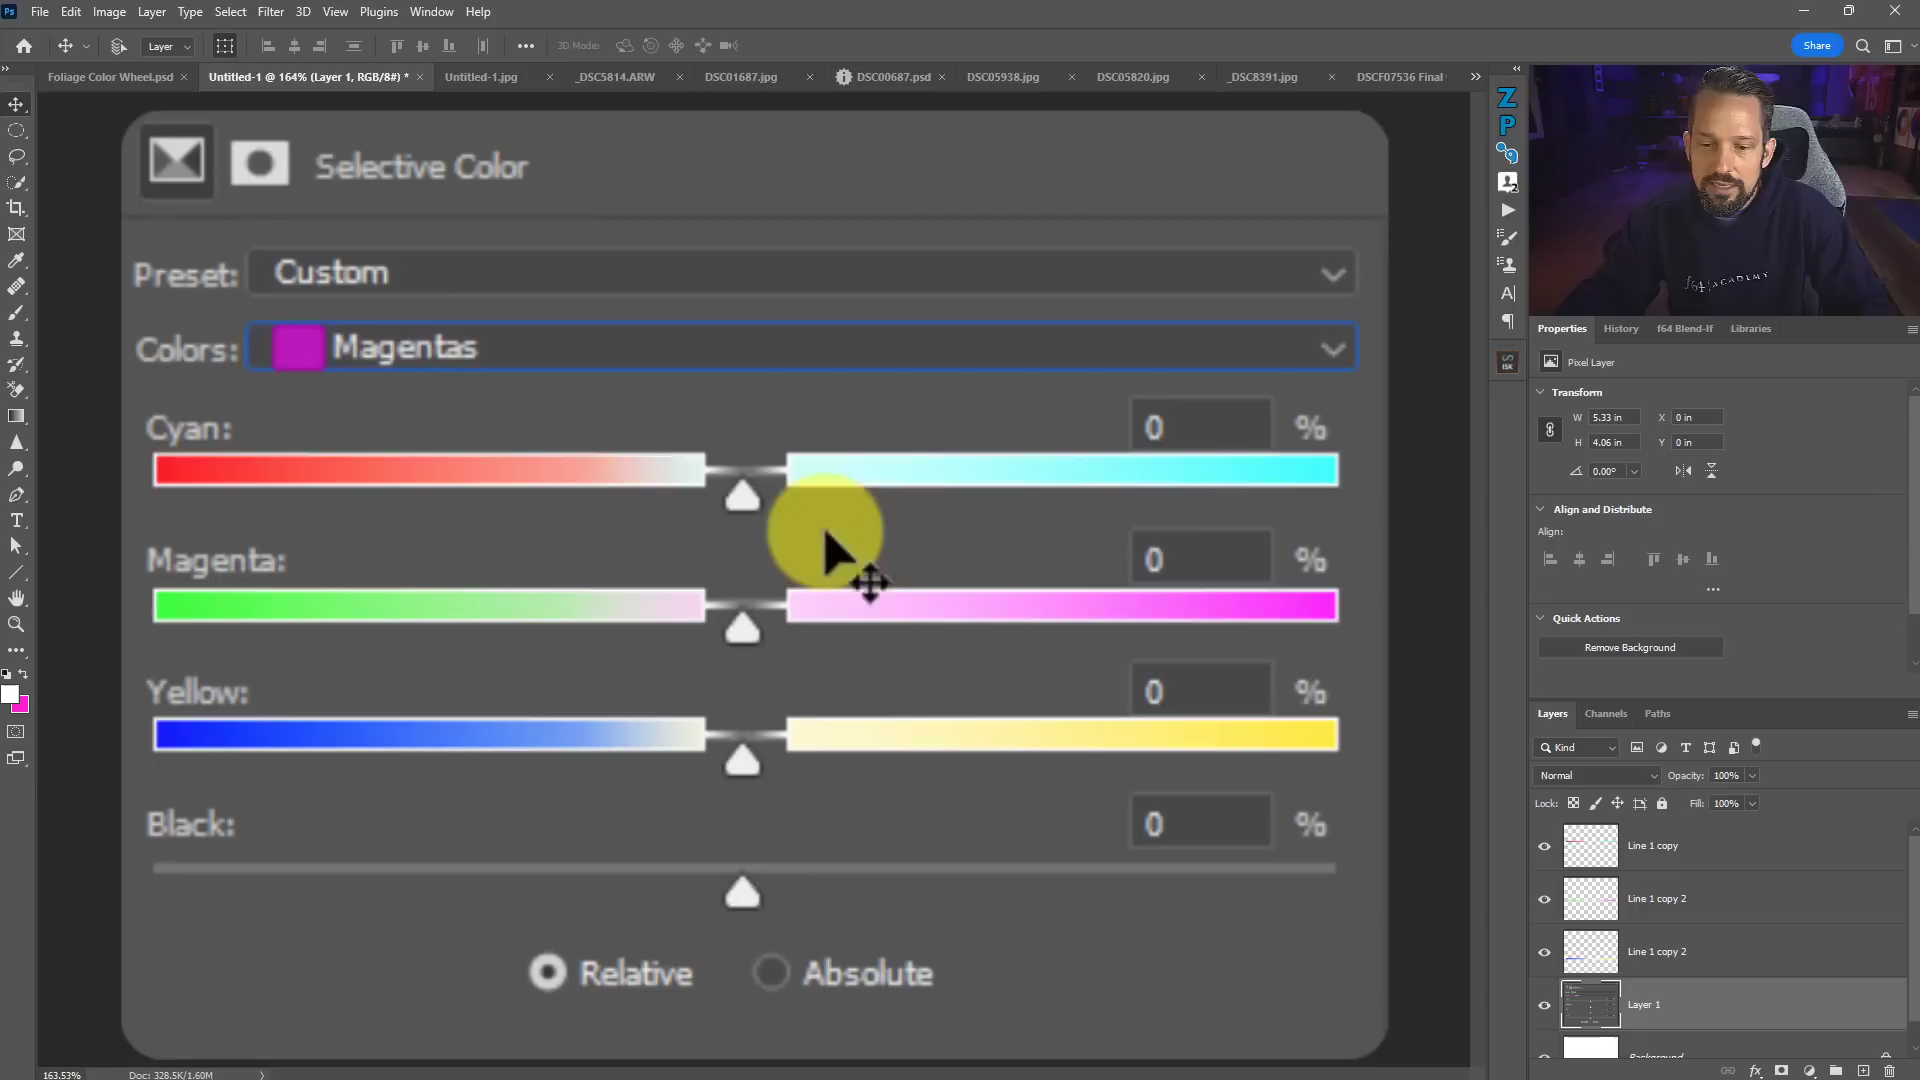 Ps File Edit Image Layer Type Select Filter 3D View Plugins Window Help
Layer 3D Mode: Share
Foliage Color Wheel.psd × Untitled-1 @ 164% (Layer 1, RGB/8#) * × Untitled-1.jpg × _DSC5814.ARW × DSC01687.jpg × DSC00687.psd × DSC05938.jpg × DSC05820.jpg × _DSC8391.jpg × DSCF07536 Final
Selective Color
Preset: Custom
Colors: Magentas
Cyan: 0 %
Magenta: 0 %
Yellow: 0 %
Black: 0 %
Relative Absolute
163.53% Doc: 328.5K/1.60M
Z
P
f64 ACADEMY
Properties History f64 Blend-If Libraries
Pixel Layer
Transform
W 5.33 in X 0 in
H 4.06 in Y 0 in
0.00°
Align and Distribute
Align:
Quick Actions
Remove Background
Layers Channels Paths
Kind
Normal Opacity: 100%
Lock: Fill: 100%
Line 1 copy
Line 1 copy 2
Line 1 copy 2
Layer 1
Background